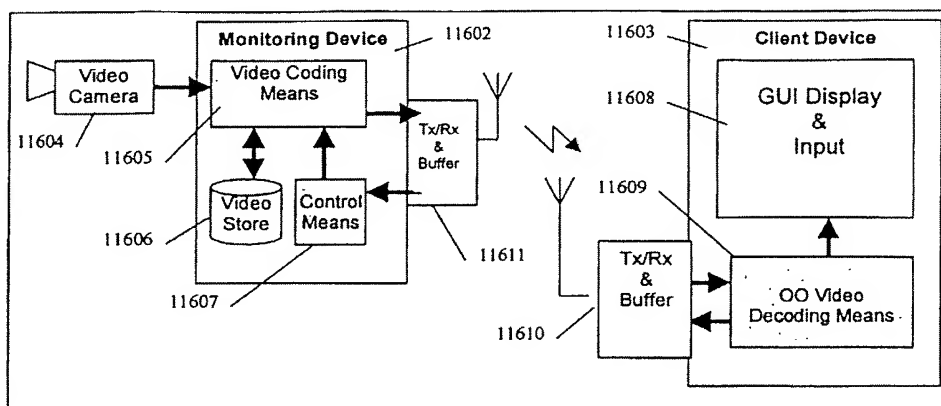 Monitoring Device
11602
11603
Client Device
Video
Camera
11604
Video Coding
Means
11605
Tx/Rx
&
Buffer
GUI Display
&
Input
11608
Video
Store
11606
Control
Means
11607
11611
11609
Tx/Rx
&
Buffer
11610
OO Video
Decoding Means